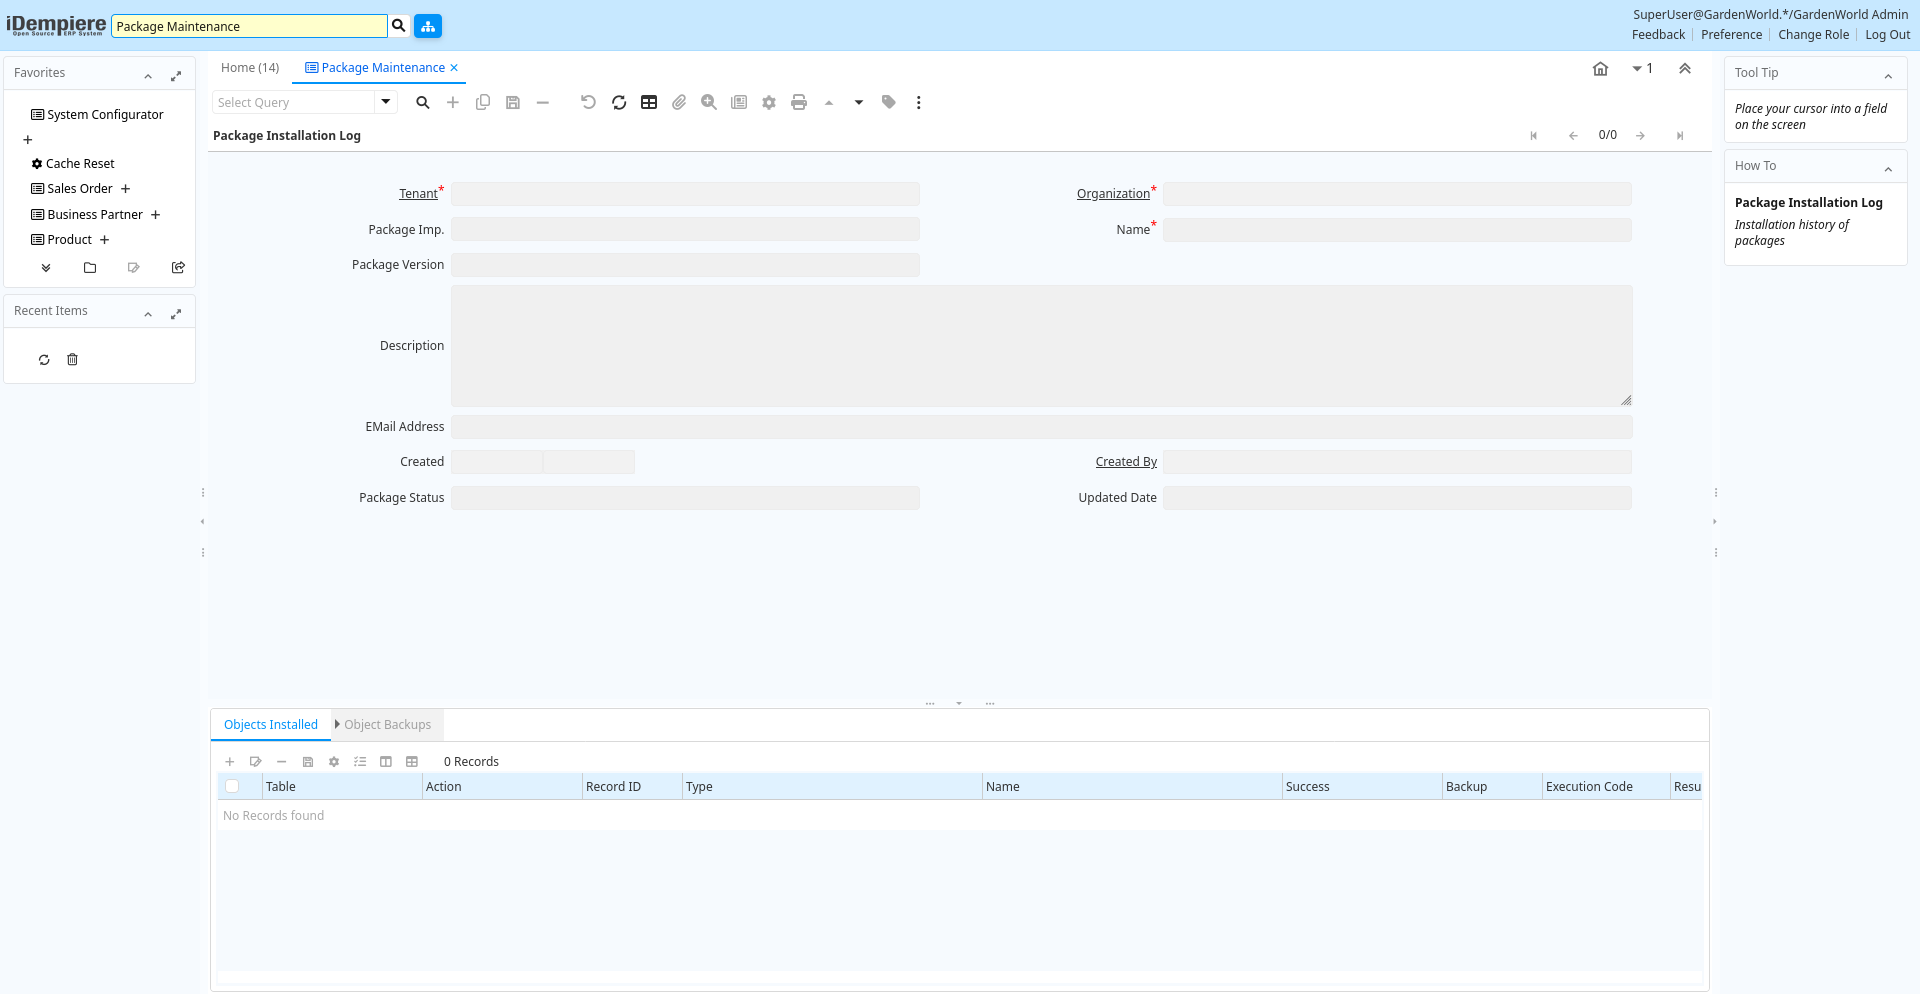 iDempiere
Open Source ERP System
Package Maintenance
SuperUser@GardenWorld.*/GardenWorld Admin
Feedback
Preference
Change Role
Log Out
Favorites
System Configurator
Cache Reset
Sales Order
Business Partner
Product
Recent Items
Home (14)
Package Maintenance
1
Select Query
Package Installation Log
0/0
Tenant*
Organization*
Package Imp.
Name*
Package Version
Description
EMail Address
Created
Created By
Package Status
Updated Date
Objects Installed
Object Backups
0 Records
Table
Action
Record ID
Type
Name
Success
Backup
Execution Code
Resu
No Records found
Tool Tip
Place your cursor into a field
on the screen
How To
Package Installation Log
Installation history of
packages